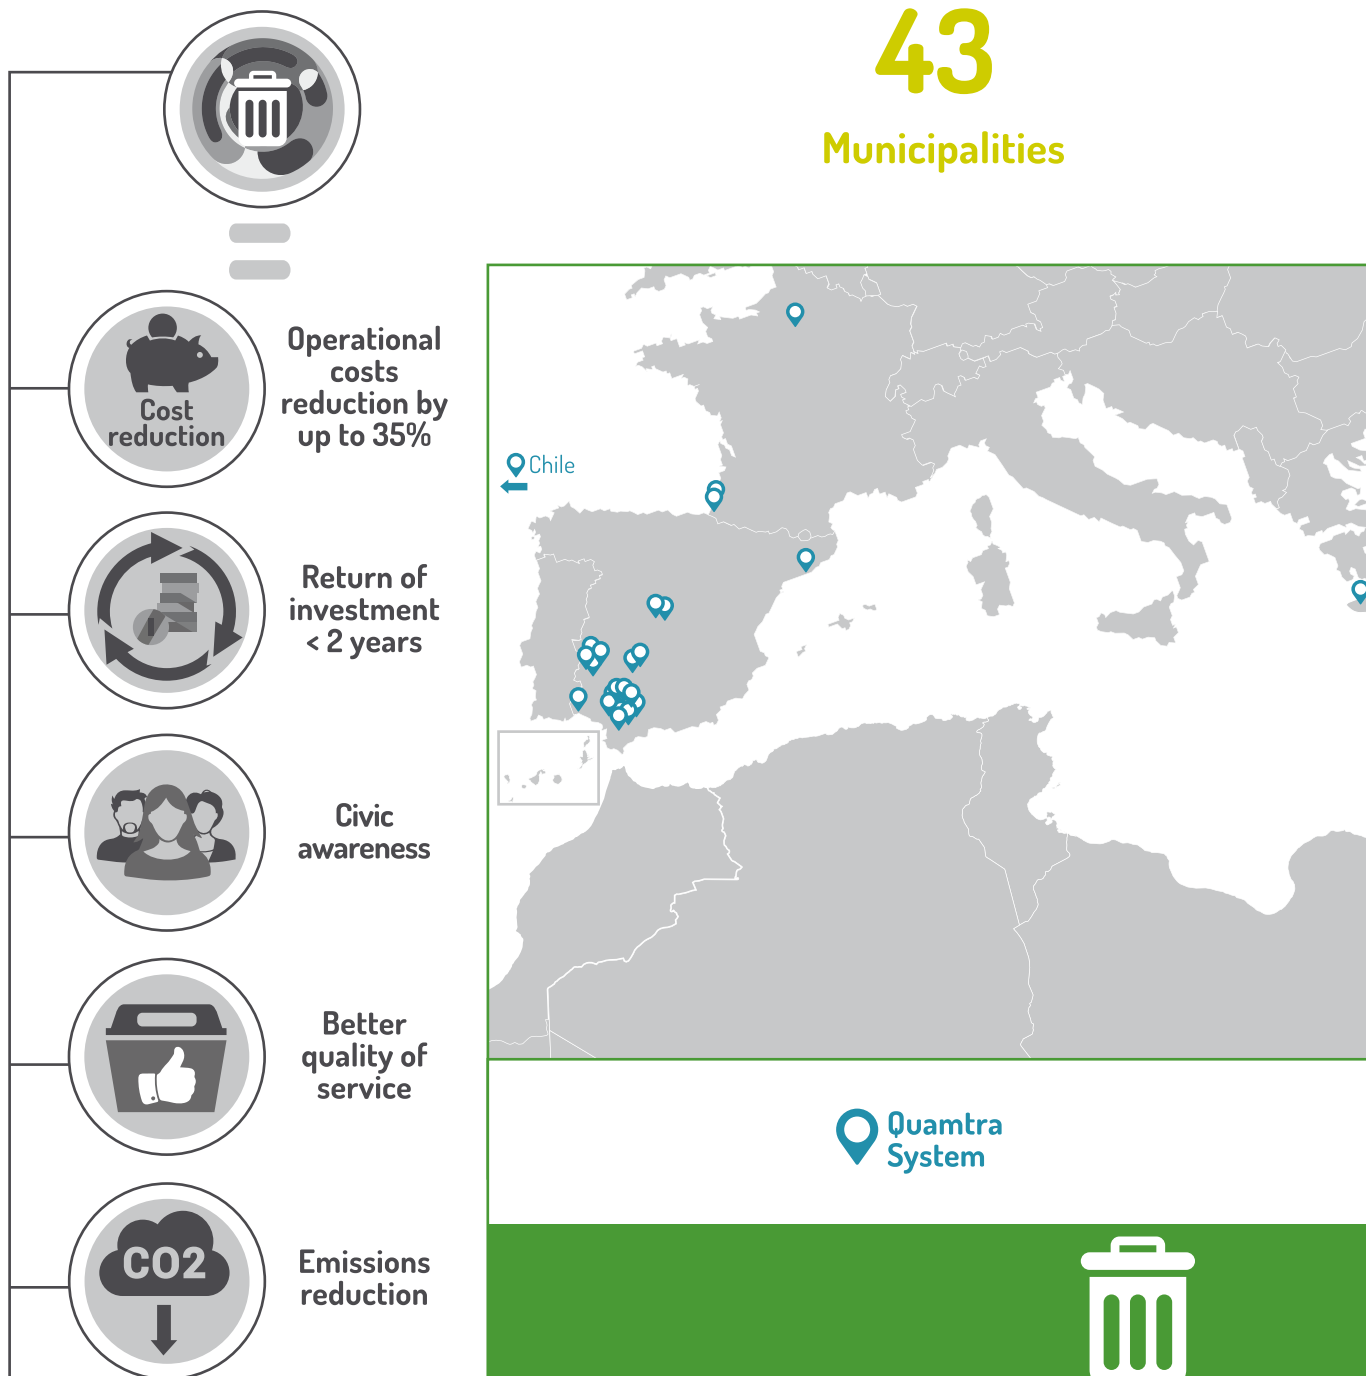 43
Municipalities
Cost
reduction
Operational
costs
reduction by
up to 35%
Return of
investment
< 2 years
Civic
awareness
Better
quality of
service
CO2
Emissions
reduction
Chile
Quamtra
System